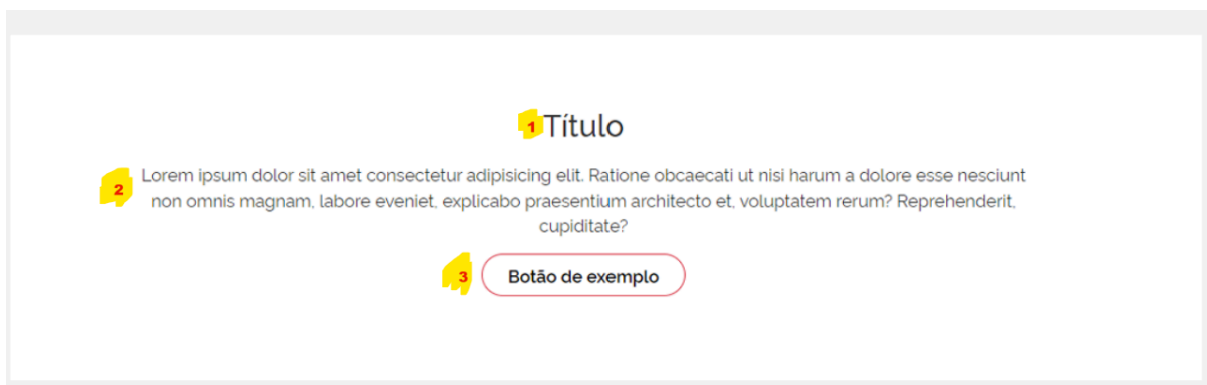 1 Título
2 Lorem ipsum dolor sit amet consectetur adipisicing elit. Ratione obcaecati ut nisi harum a dolore esse nesciunt
non omnis magnam, labore eveniet, explicabo praesentium architecto et, voluptatem rerum? Reprehenderit,
cupiditate?
3 Botão de exemplo